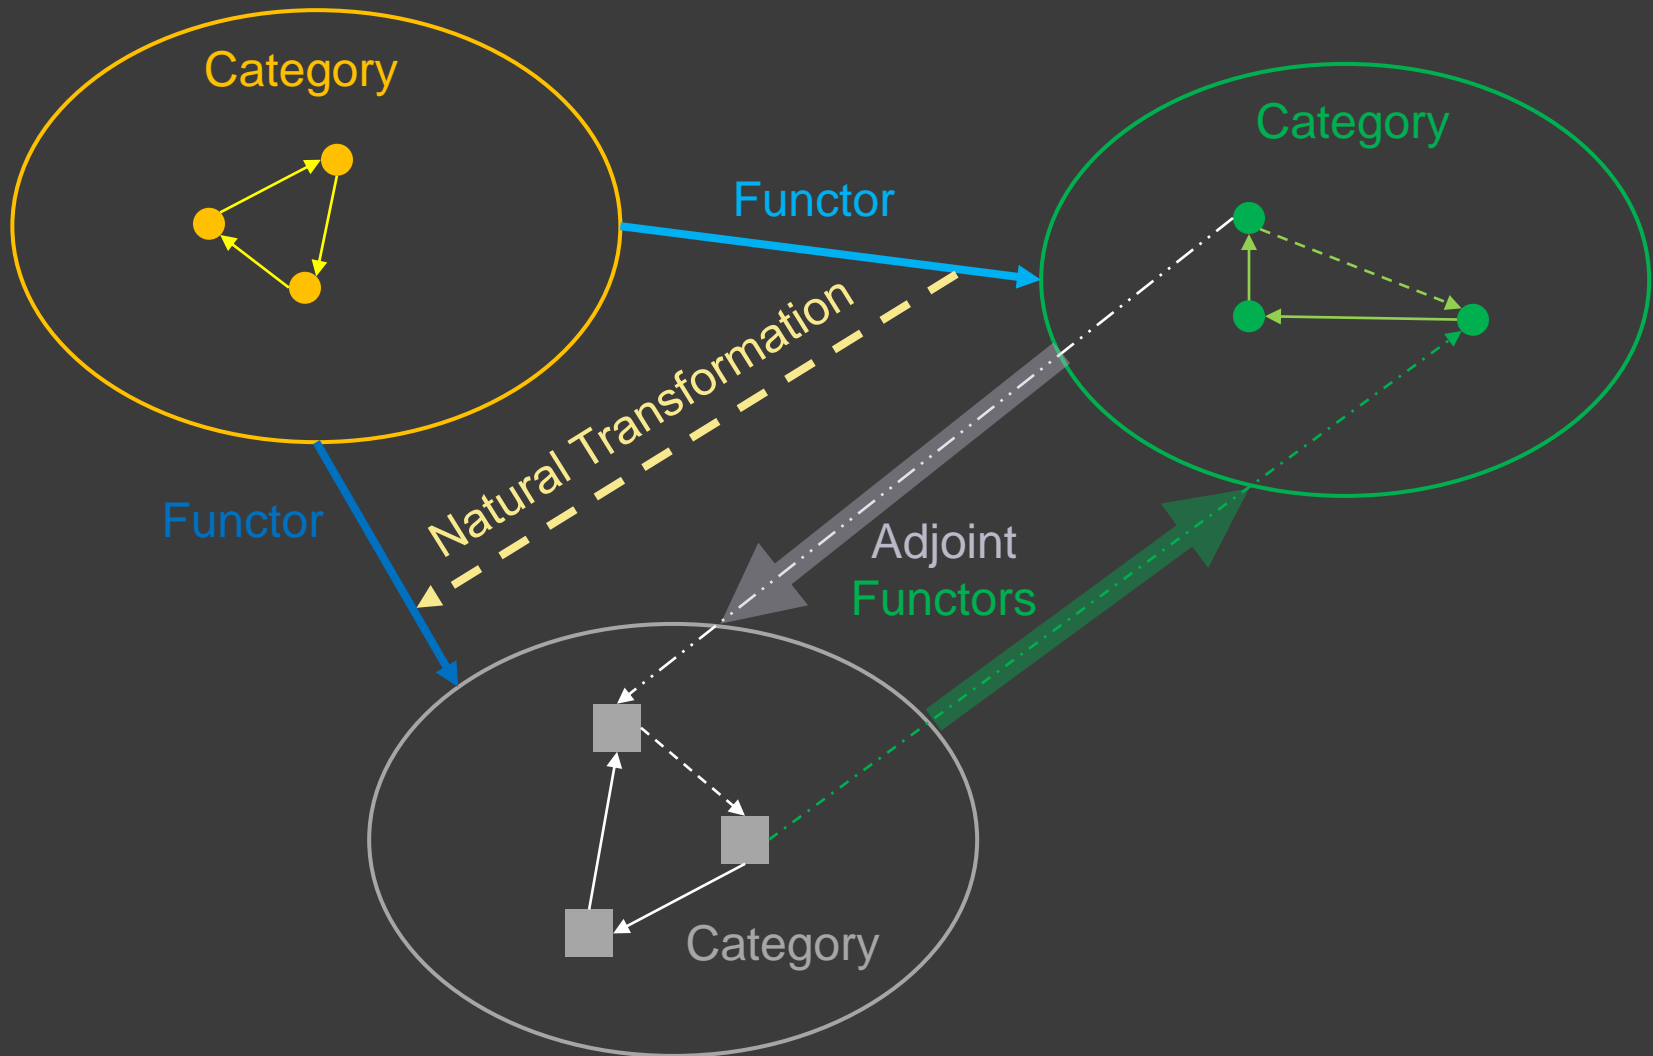 Category
Category
Functor
Natural Transformation
Functor
Adjoint
Functors
Category